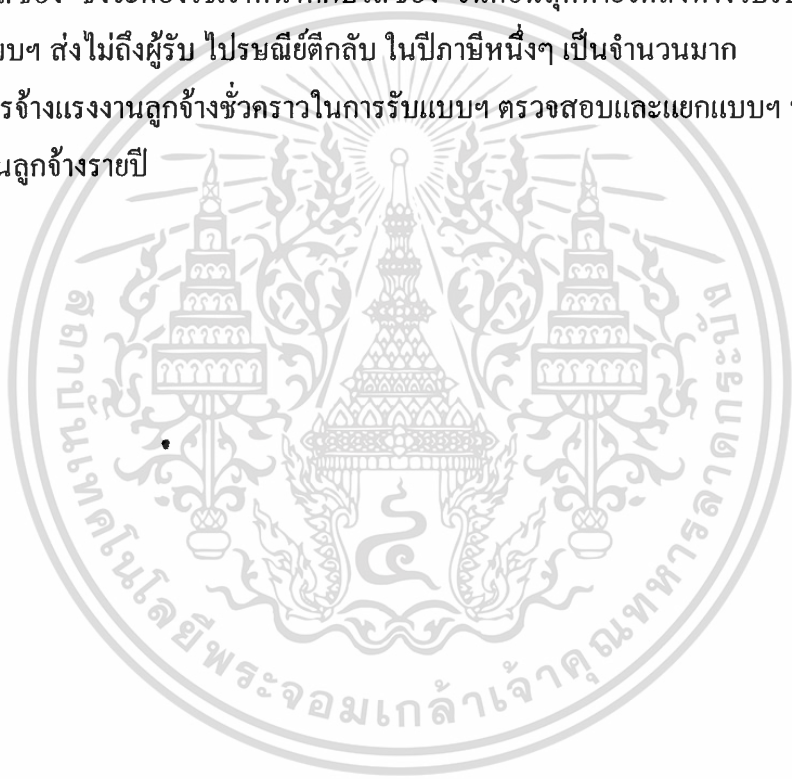 แบบฯ ส่งไม่ถึงผู้รับ ไปรษณีย์ตีกลับ ในปีภาษีหนึ่งๆ เป็นจำนวนมาก
รจ้างแรงงานลูกจ้างชั่วคราวในการรับแบบฯ ตรวจสอบและแยกแบบฯ
นลูกจ้างรายปี
สถาบันเทคโนโลยีพระจอมเกล้าเจ้าคุณทหารลาดกระบัง